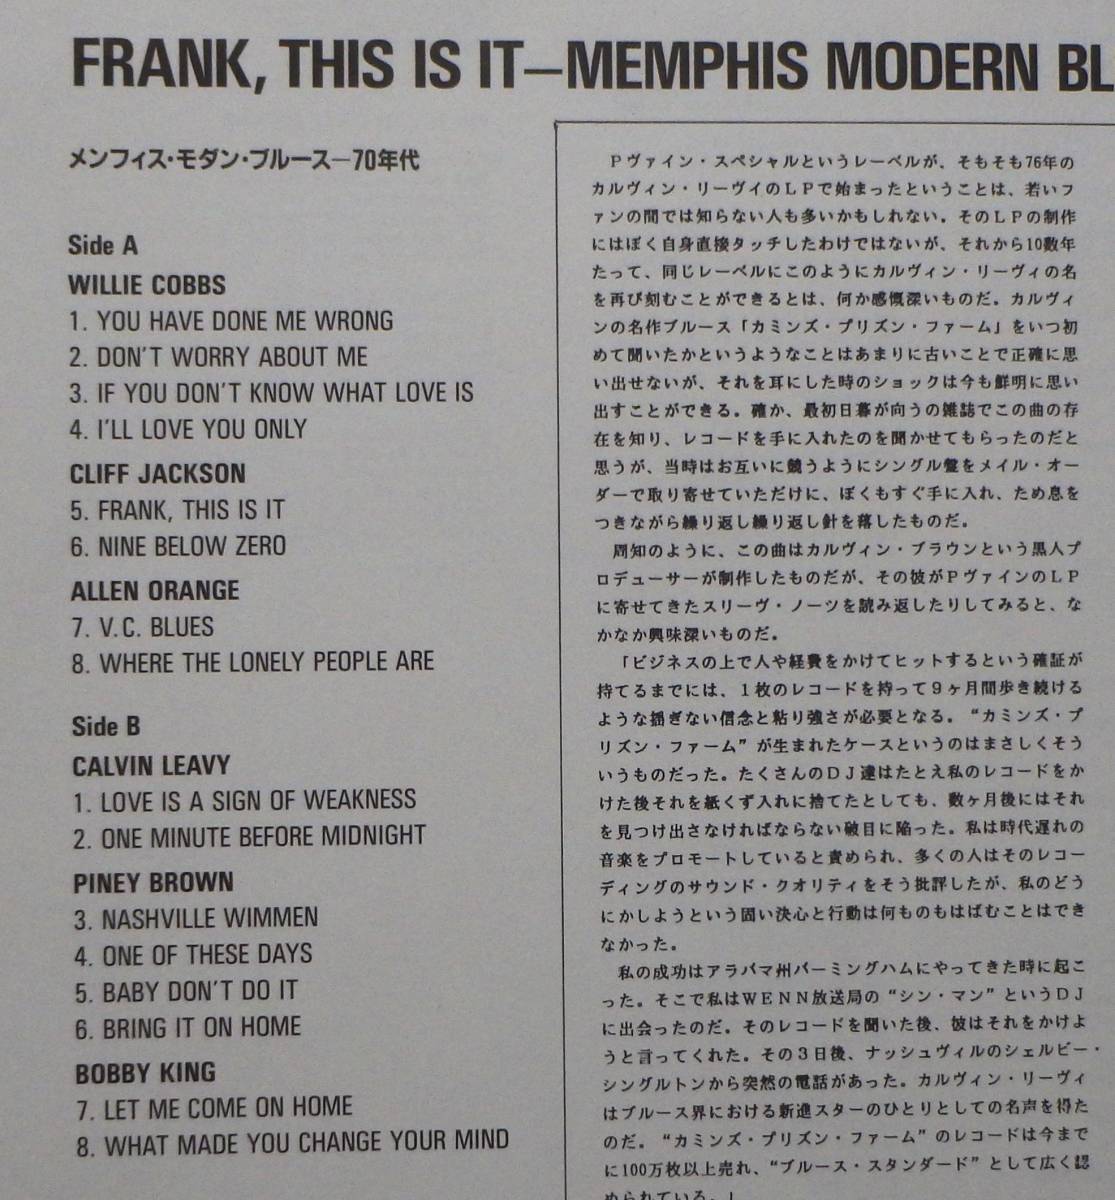 FRANK, THIS IS IT—MEMPHIS MODERN BL
メンフィス・モダン・ブルース—70年代
Side A
WILLIE COBBS
1. YOU HAVE DONE ME WRONG
2. DON'T WORRY ABOUT ME
3. IF YOU DON'T KNOW WHAT LOVE IS
4. I'LL LOVE YOU ONLY
CLIFF JACKSON
5. FRANK, THIS IS IT
6. NINE BELOW ZERO
ALLEN ORANGE
7. V.C. BLUES
8. WHERE THE LONELY PEOPLE ARE
Side B
CALVIN LEAVY
1. LOVE IS A SIGN OF WEAKNESS
2. ONE MINUTE BEFORE MIDNIGHT
PINEY BROWN
3. NASHVILLE WIMMEN
4. ONE OF THESE DAYS
5. BABY DON'T DO IT
6. BRING IT ON HOME
BOBBY KING
7. LET ME COME ON HOME
8. WHAT MADE YOU CHANGE YOUR MIND
Pヴァイン・スペシャルというレーベルが、そもそも76年の
カルヴィン・リーヴイのLPで始まったということは、若いフ
ァンの間では知らない人も多いかもしれない。そのLPの制作
にはぼく自身直接タッチしたわけではないが、それから10数年
たって、同じレーベルにこのようにカルヴィン・リーヴィの名
を再び刻むことができるとは、何か感慨深いものだ。カルヴィ
ンの名作ブルース「カミンズ・プリズン・ファーム」をいつ初
めて聞いたかというようなことはあまりに古いことで正確に思
い出せないが、それを耳にした時のショックは今も鮮明に思い
出すことができる。確か、最初日暮が向うの雑誌でこの曲の存
在を知り、レコードを手に入れたのを聞かせてもらったのだと
思うが、当時はお互いに競うようにシングル盤をメイル・オー
ダーで取り寄せていただけに、ぼくもすぐ手に入れ、ため息を
つきながら繰り返し繰り返し針を落したものだ。
周知のように、この曲はカルヴィン・ブラウンという黒人プ
ロデューサーが制作したものだが、その彼がPヴァインのLP
に寄せてきたスリーヴ・ノーツを読み返したりしてみると、な
かなか興味深いものだ。
「ビジネスの上で人や経費をかけてヒットするという確証が
持てるまでには、1枚のレコードを持って9ヶ月間歩き続ける
ような揺ぎない信念と粘り強さが必要となる。“カミンズ・プ
リズン・ファーム”が生まれたケースというのはまさしくそう
いうものだった。たくさんのDJ達はたとえ私のレコードをか
けた後それを紙くず入れに捨てたとしても、数ヶ月後にはそれ
を見つけ出さなければならない破目に陥った。私は時代遅れの
音楽をプロモートしていると責められ、多くの人はそのレコー
ディングのサウンド・クオリティをそう批評したが、私のどう
にかしようという固い決心と行動は何ものもはばむことはでき
なかった。
私の成功はアラバマ州バーミングハムにやってきた時に起こ
った。そこで私はWENN放送局の“シン・マン”というDJ
に出会ったのだ。そのレコードを聞いた後、彼はそれをかけよ
うと言ってくれた。その3日後、ナッシュヴィルのシェルビー・
シングルトンから突然の電話があった。カルヴィン・リーヴィ
はブルース界における新進スターのひとりとしての名声を得た
のだ。“カミンズ・プリズン・ファーム”のレコードは今まで
に100万枚以上売れ、“ブルース・スタンダード”として広く認
められている。」